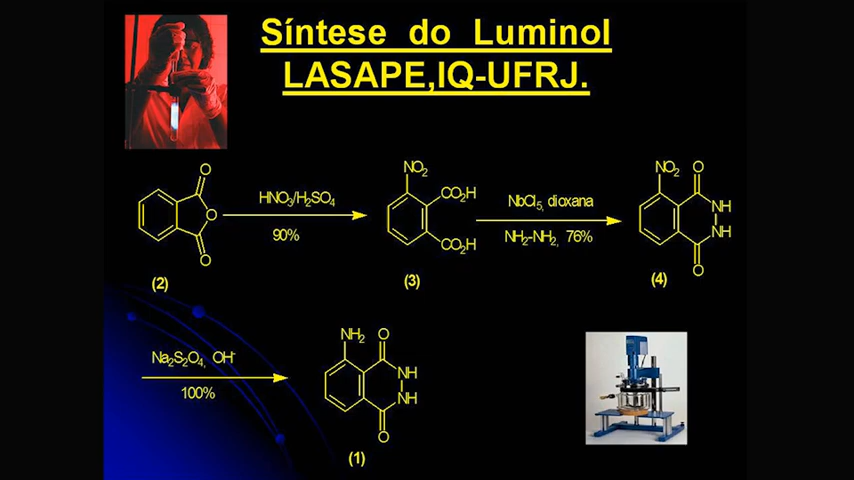 Síntese do Luminol
LASAPE,IQ-UFRJ.
O
O
O
(2)
HNO3/H2SO4
90%
NO2
CO2H
CO2H
(3)
NbCl5, dioxana
NH2-NH2, 76%
NO2
O
NH
NH
O
(4)
Na2S2O4, OH-
100%
NH2
O
NH
NH
O
(1)